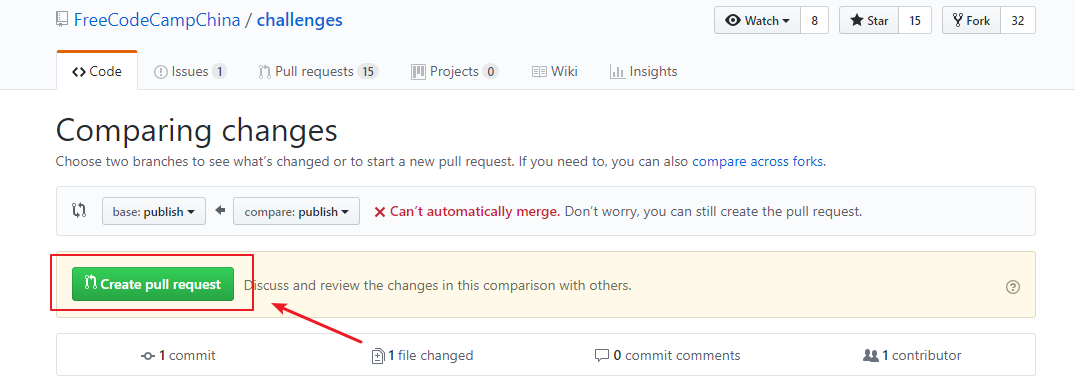 FreeCodeCampChina / challenges
Watch 8 Star 15 Fork 32
Code Issues 1 Pull requests 15 Projects 0 Wiki Insights
Comparing changes
Choose two branches to see what's changed or to start a new pull request. If you need to, you can also compare across forks.
base: publish compare: publish Can't automatically merge. Don't worry, you can still create the pull request.
Create pull request Discuss and review the changes in this comparison with others.
1 commit 1 file changed 0 commit comments 1 contributor